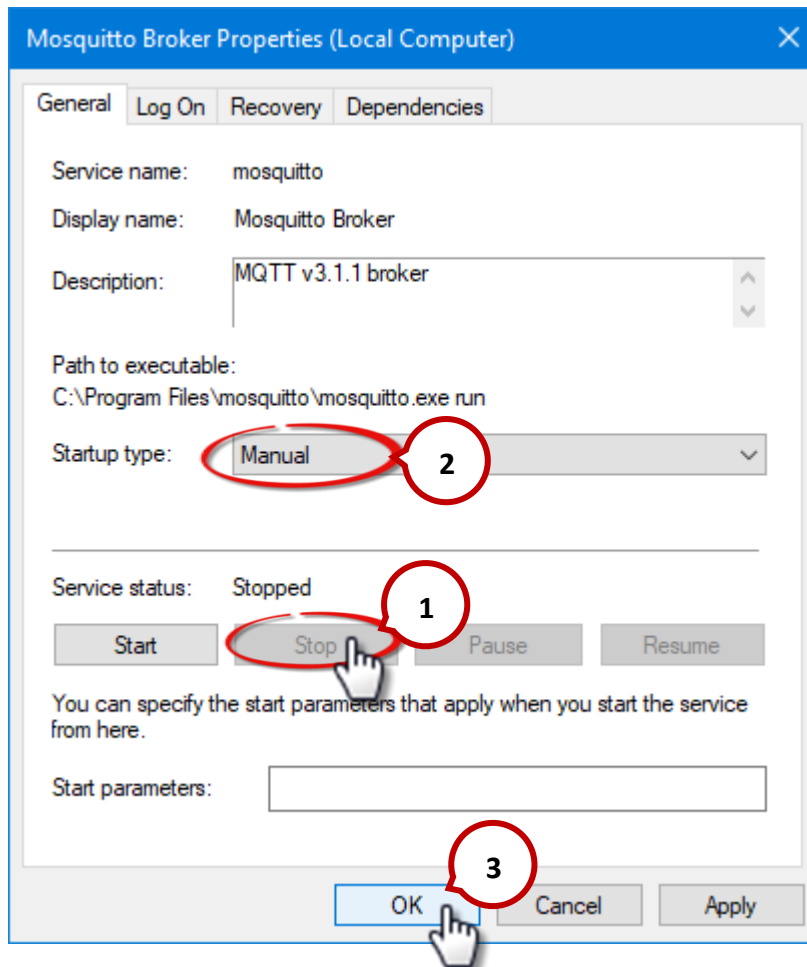 Mosquitto Broker Properties (Local Computer)
General Log On Recovery Dependencies
Service name: mosquitto
Display name: Mosquitto Broker
Description: MQTT v3.1.1 broker
Path to executable:
C:\Program Files\mosquitto\mosquitto.exe run
Startup type: Manual 2
Service status: Stopped 1
Start Stop Pause Resume
You can specify the start parameters that apply when you start the service
from here.
Start parameters:
3
OK Cancel Apply